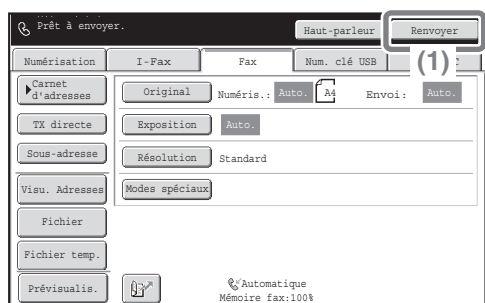 Prêt à envoyer.
Haut-parleur
Renvoyer
Numérisation
I-Fax
Fax
Num. clé USB
(1)
C
Carnet d'adresses
Original
Numéris.:
Auto.
A4
Envoi:
Auto.
TX directe
Exposition
Auto.
Sous-adresse
Résolution
Standard
Visu. Adresses
Modes spéciaux
Fichier
Fichier temp.
Prévisualis.
Automatique
Mémoire fax:100%